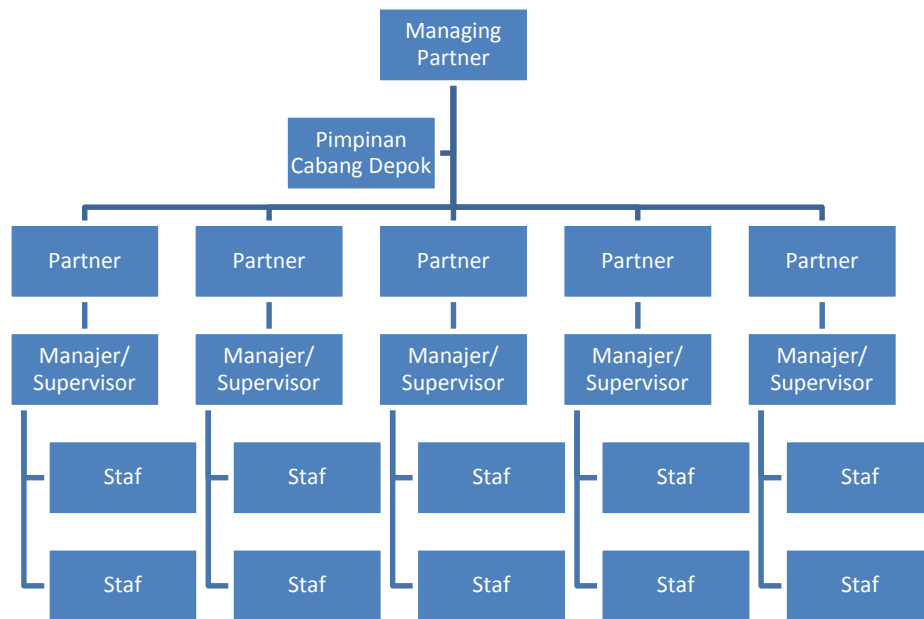 Managing
Partner
Pimpinan
Cabang Depok
Partner
Partner
Partner
Partner
Partner
Manajer/
Supervisor
Manajer/
Supervisor
Manajer/
Supervisor
Manajer/
Supervisor
Manajer/
Supervisor
Staf
Staf
Staf
Staf
Staf
Staf
Staf
Staf
Staf
Staf